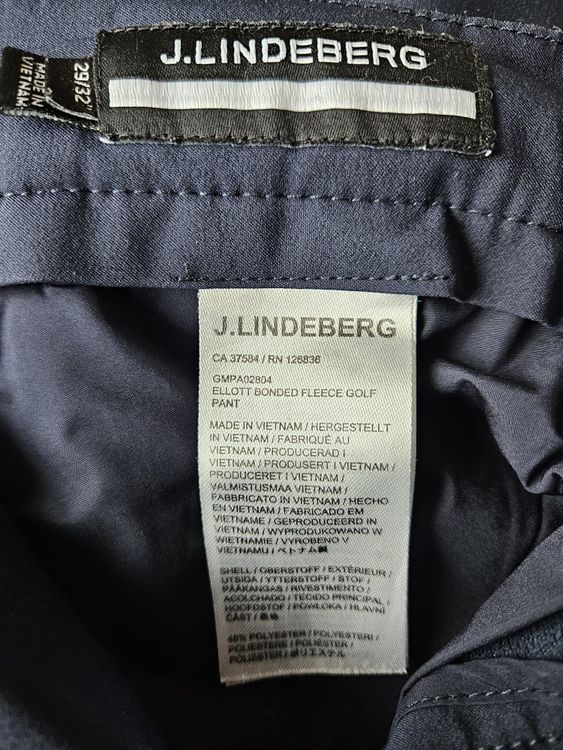 J.LINDEBERG
29/32"
MADE IN
VIETNAM
J.LINDEBERG
CA 37584 / RN 126836
GMPA02804
ELLOTT BONDED FLEECE GOLF
PANT
MADE IN VIETNAM / HERGESTELLT
IN VIETNAM / FABRIQUÉ AU
VIETNAM / PRODUCERAD I
VIETNAM / PRODUSERT I VIETNAM /
PRODUCERET I VIETNAM /
VALMISTUSMAA VIETNAM /
FABBRICATO IN VIETNAM / HECHO
EN VIETNAM / FABRICADO EM
VIETNAME / GEPRODUCEERD IN
VIETNAM / WYPRODUKOWANO W
WIETNAMIE / VYROBENO V
VIETNAMU / ベトナム製
SHELL / OBERSTOFF / EXTÉRIEUR /
UTSIDA / YTTERSTOFF / STOF /
PÄÄKANGAS / RIVESTIMENTO /
ACOLCHADO / TECIDO PRINCIPAL /
HOOFDSTOF / POWŁOKA / HLAVNÍ
ČÁST /
48% POLYESTER / POLYESTERI /
POLIESTERE / POLIÉSTER /
POLYESTER / ポリエステル